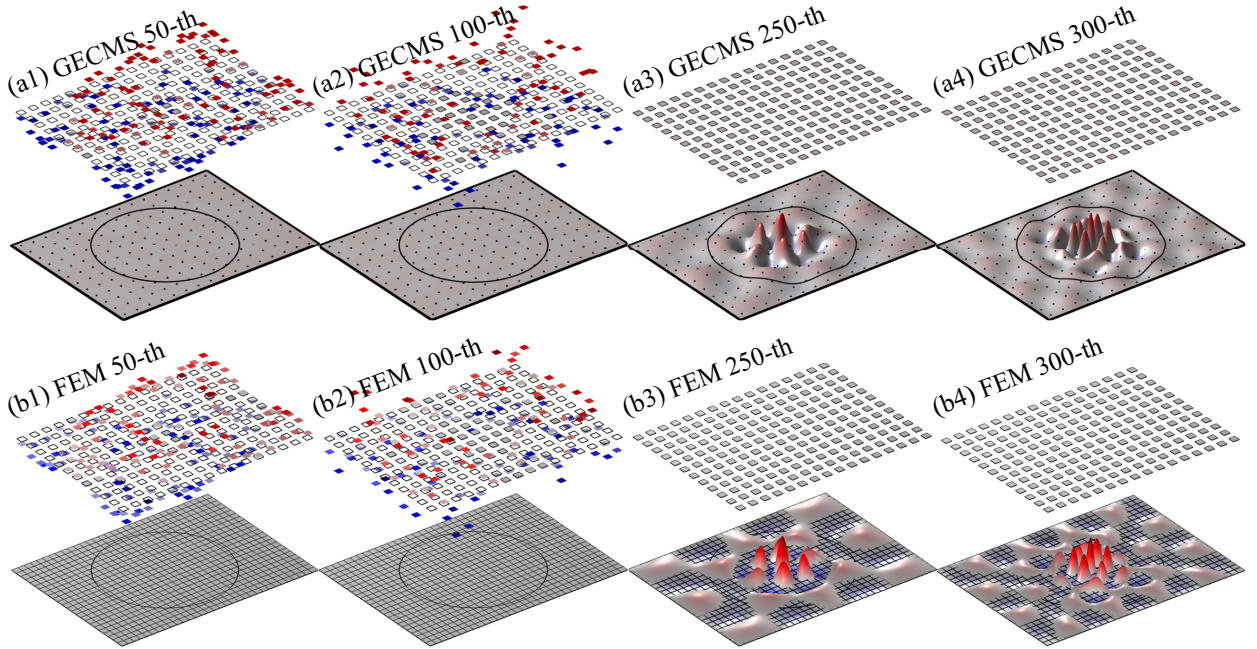 (a1) GECMS 50-th
(a2) GECMS 100-th
(a3) GECMS 250-th
(a4) GECMS 300-th
(b1) FEM 50-th
(b2) FEM 100-th
(b3) FEM 250-th
(b4) FEM 300-th